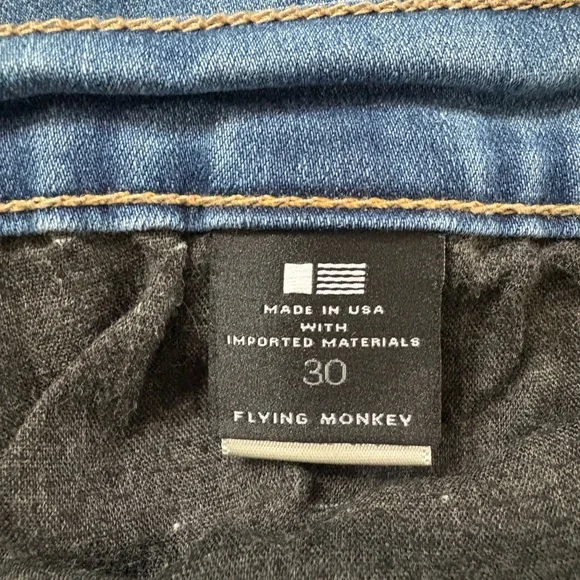 MADE IN USA
WITH
IMPORTED MATERIALS
30
FLYING MONKEY